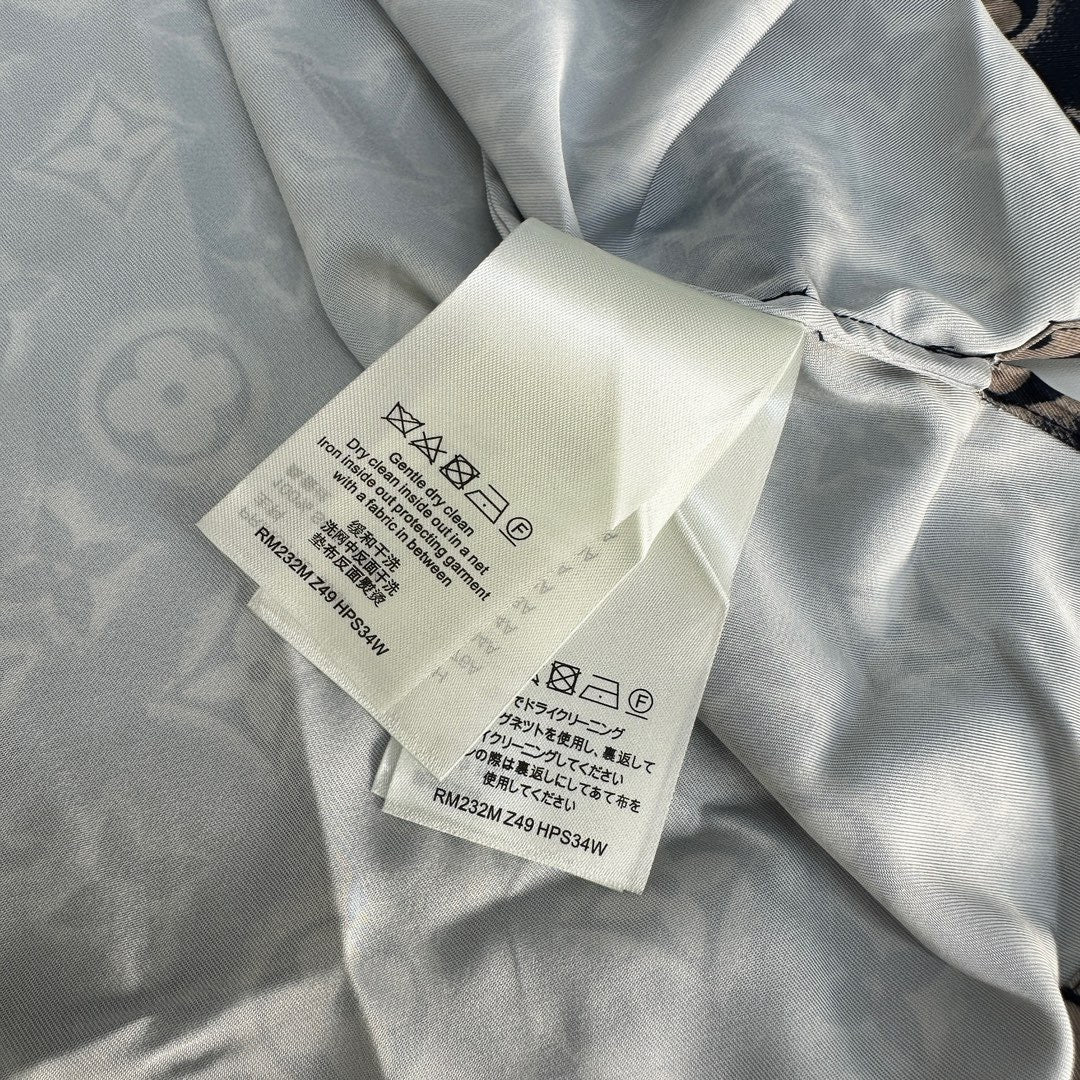 Gentle dry clean
Dry clean inside out in a net
Iron inside out protecting garment
with a fabric in between
缓和干洗
洗网中反面干洗
垫布反面熨烫
RM232M Z49 HPS34W
F
F
でドライクリーニング
グネットを使用し、裏返して
イクリーニングしてください
の際は裏返しにしてあて布を
使用してください
RM232M Z49 HPS34W